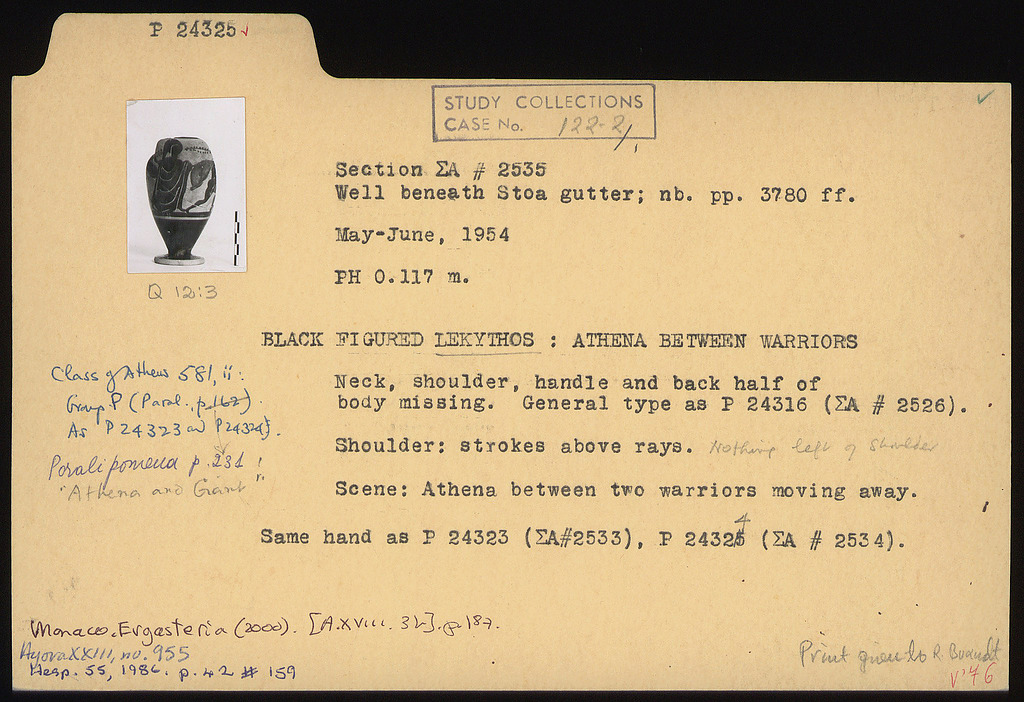 P 24325 ✓
STUDY COLLECTIONS
CASE No. 122-2/1
Section ΣA # 2535
Well beneath Stoa gutter; nb. pp. 3780 ff.
May-June, 1954
PH 0.117 m.
Q 12:3
BLACK FIGURED LEKYTHOS : ATHENA BETWEEN WARRIORS
Class of Athens 581, ii:
Group P (Paral. p.
As P 24323 and P 24324).
Paralipomena p. 231
"Athena and Giant"
Neck, shoulder, handle and back half of
body missing. General type as P 24316 (ΣA # 2526).
Shoulder: strokes above rays. Nothing left of shoulder
Scene: Athena between two warriors moving away.
Same hand as P 24323 (ΣA#2533), P 24324 (ΣA # 2534).
Monaco. Ergasteria (2000). [A.XVIII. 32]. p. 187.
Agora XXIII, no. 955
Hesp. 55, 1986. p. 42 # 159
Print given to R. Brandt
V '76